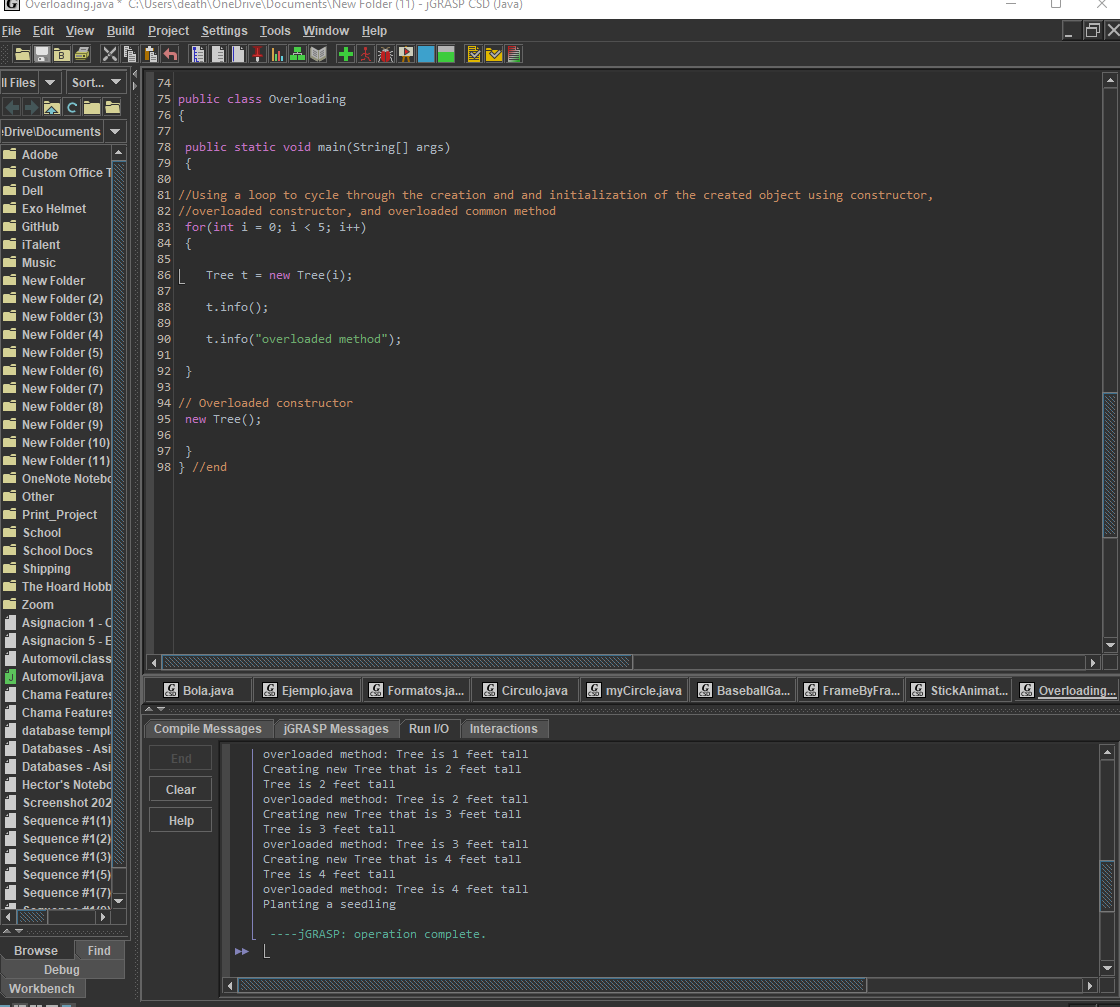 Overloading.java * C:\Users\death\OneDrive\Documents\New Folder (11) - jGRASP CSD (Java)
File Edit View Build Project Settings Tools Window Help
ll Files Sort...
Drive\Documents
Adobe
Custom Office T
Dell
Exo Helmet
GitHub
iTalent
Music
New Folder
New Folder (2)
New Folder (3)
New Folder (4)
New Folder (5)
New Folder (6)
New Folder (7)
New Folder (8)
New Folder (9)
New Folder (10)
New Folder (11)
OneNote Notebo
Other
Print_Project
School
School Docs
Shipping
The Hoard Hobb
Zoom
Asignacion 1 - C
Asignacion 5 - E
Automovil.class
Automovil.java
Chama Features
Chama Features
database templ
Databases - Asi
Databases - Asi
Hector's Notebo
Screenshot 202
Sequence #1(1)
Sequence #1(2)
Sequence #1(3)
Sequence #1(5)
Sequence #1(7)
Browse Find
Debug
Workbench
74
75 public class Overloading
76 {
77
78 public static void main(String[] args)
79 {
80
81 //Using a loop to cycle through the creation and and initialization of the created object using constructor,
82 //overloaded constructor, and overloaded common method
83 for(int i = 0; i < 5; i++)
84 {
85
86 Tree t = new Tree(i);
87
88 t.info();
89
90 t.info("overloaded method");
91
92 }
93
94 // Overloaded constructor
95 new Tree();
96
97 }
98 } //end
Bola.java Ejemplo.java Formatos.ja... Circulo.java myCircle.java BaseballGa... FrameByFra... StickAnimat... Overloading...
Compile Messages jGRASP Messages Run I/O Interactions
End
Clear
Help
overloaded method: Tree is 1 feet tall
Creating new Tree that is 2 feet tall
Tree is 2 feet tall
overloaded method: Tree is 2 feet tall
Creating new Tree that is 3 feet tall
Tree is 3 feet tall
overloaded method: Tree is 3 feet tall
Creating new Tree that is 4 feet tall
Tree is 4 feet tall
overloaded method: Tree is 4 feet tall
Planting a seedling
----jGRASP: operation complete.